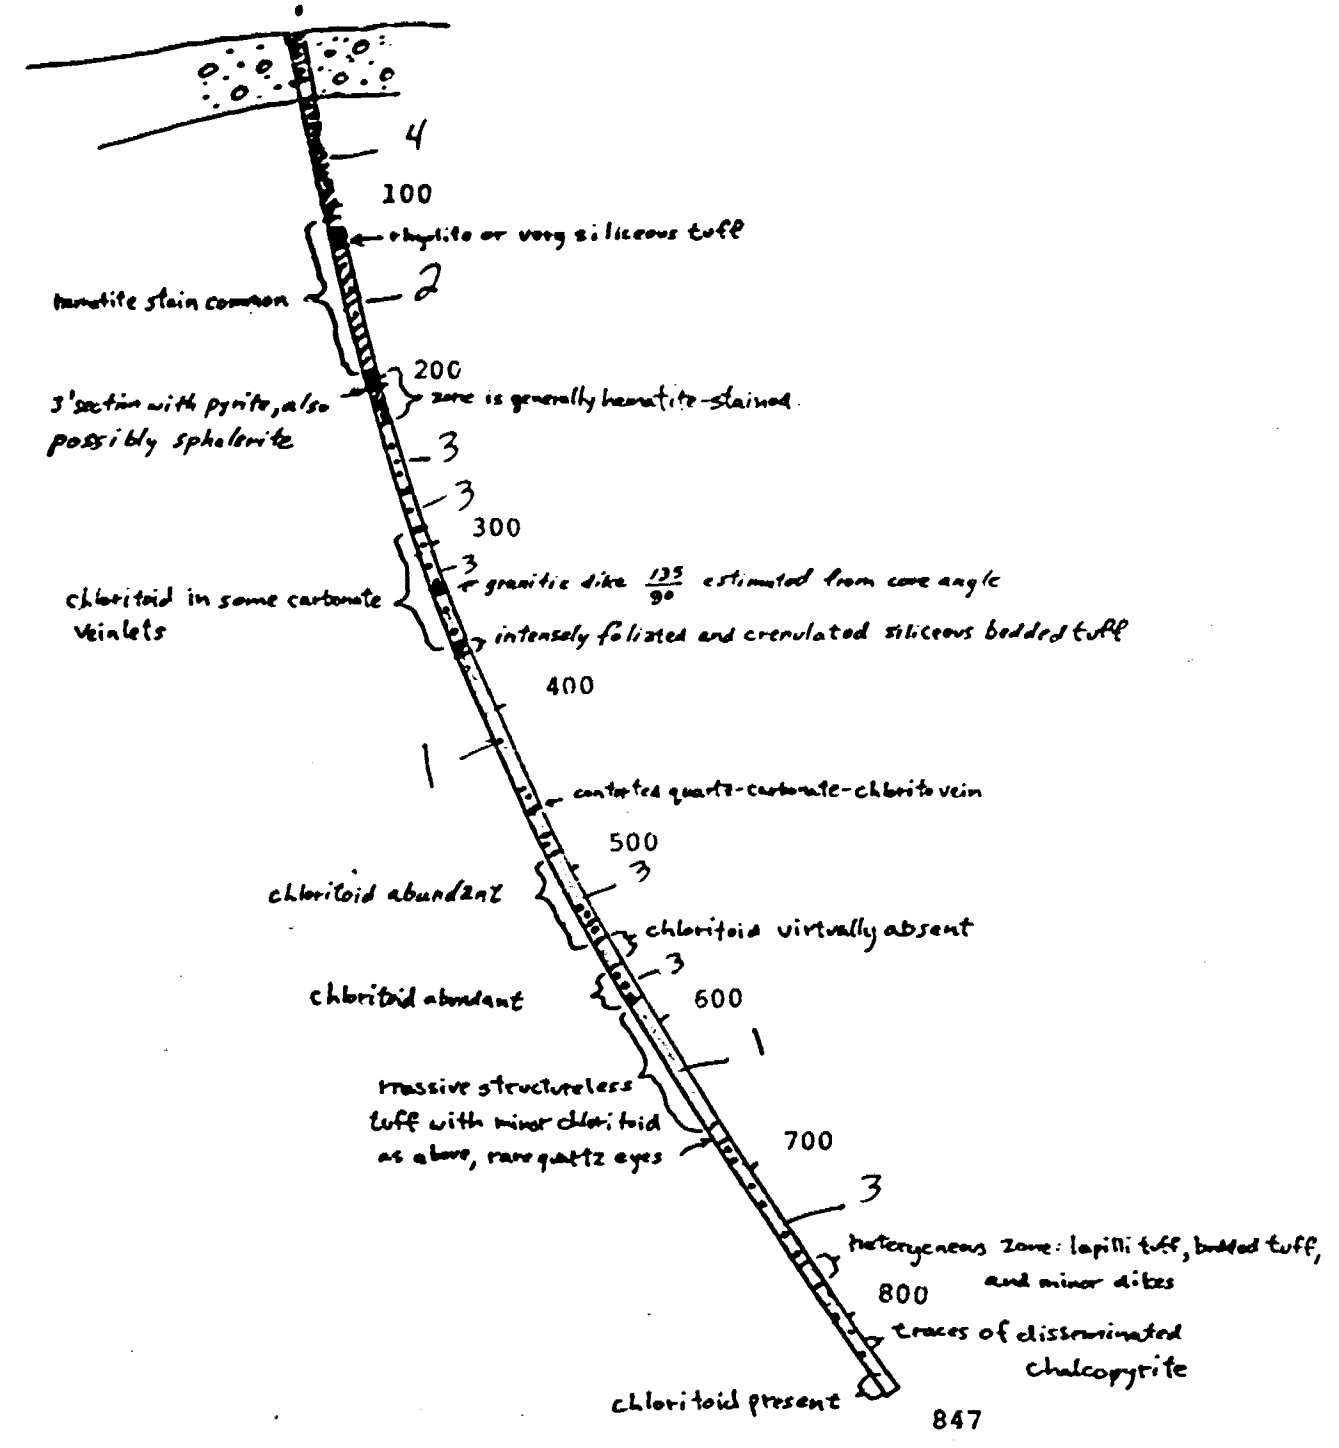 4
100
rhyolite or very siliceous tuff
hematite stain common
2
200
3' section with pyrite, also
possibly sphalerite
zone is generally hematite-stained.
3
3
300
3
granitic dike 135/90 estimated from core angle
chloritoid in some carbonate
veinlets
intensely foliated and crenulated siliceous bedded tuff
400
1
contorted quartz-carbonate-chlorite vein
500
3
chloritoid abundant
chloritoid virtually absent
3
chloritoid abundant
600
1
massive structureless
tuff with minor chloritoid
as above, rare quartz eyes
700
3
heterogeneous zone: lapilli tuff, bedded tuff,
and minor dikes
800
traces of disseminated
chalcopyrite
chloritoid present
847